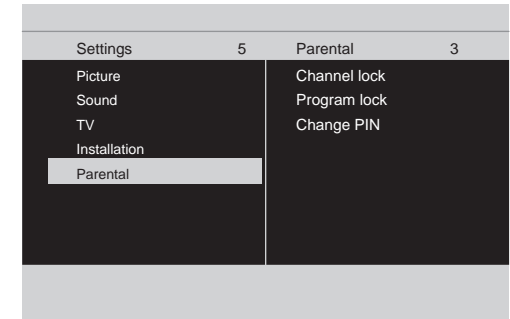 Settings 5
Picture
Sound
TV
Installation
Parental
Parental 3
Channel lock
Program lock
Change PIN